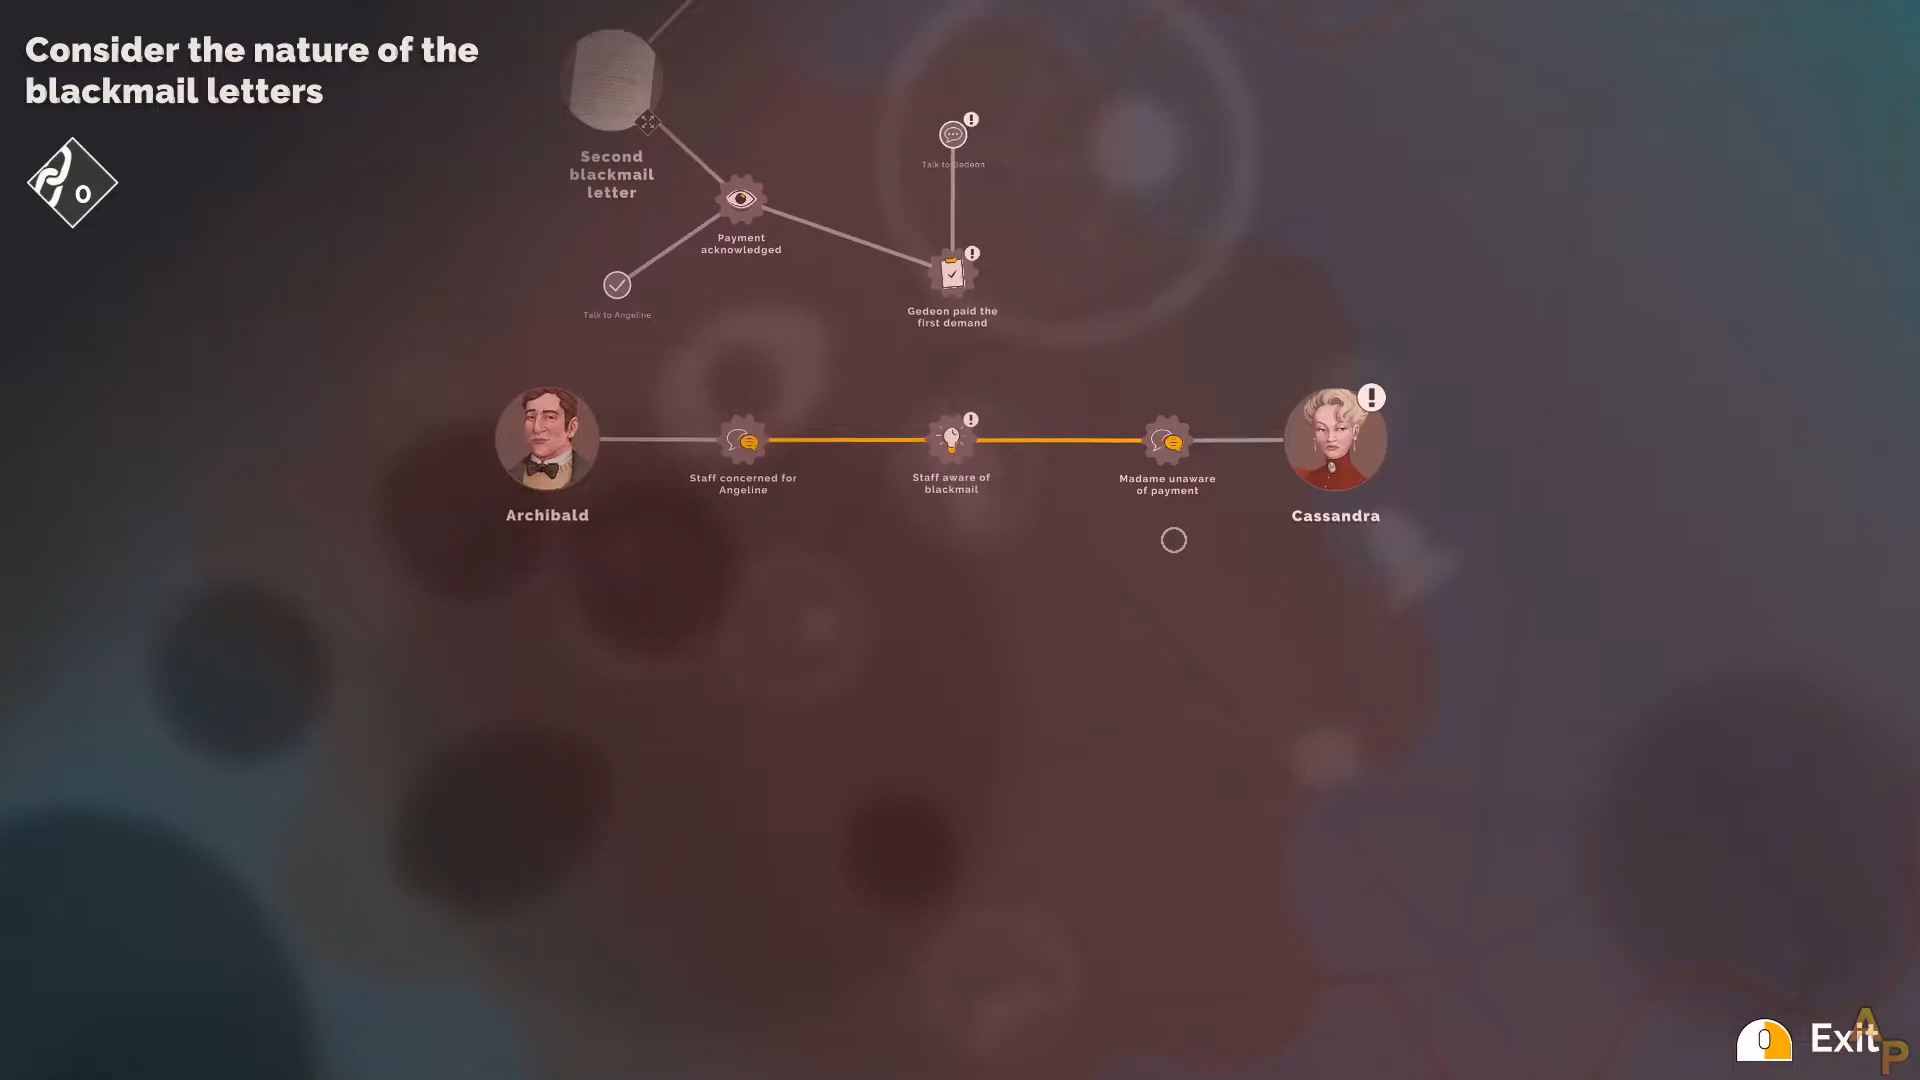 Consider the nature of the
blackmail letters
0
Second
blackmail
letter
Talk to Gedeon
Payment
acknowledged
Talk to Angeline
Gedeon paid the
first demand
Staff concerned for
Angeline
Staff aware of
blackmail
Madame unaware
of payment
Archibald
Cassandra
Exit
AP